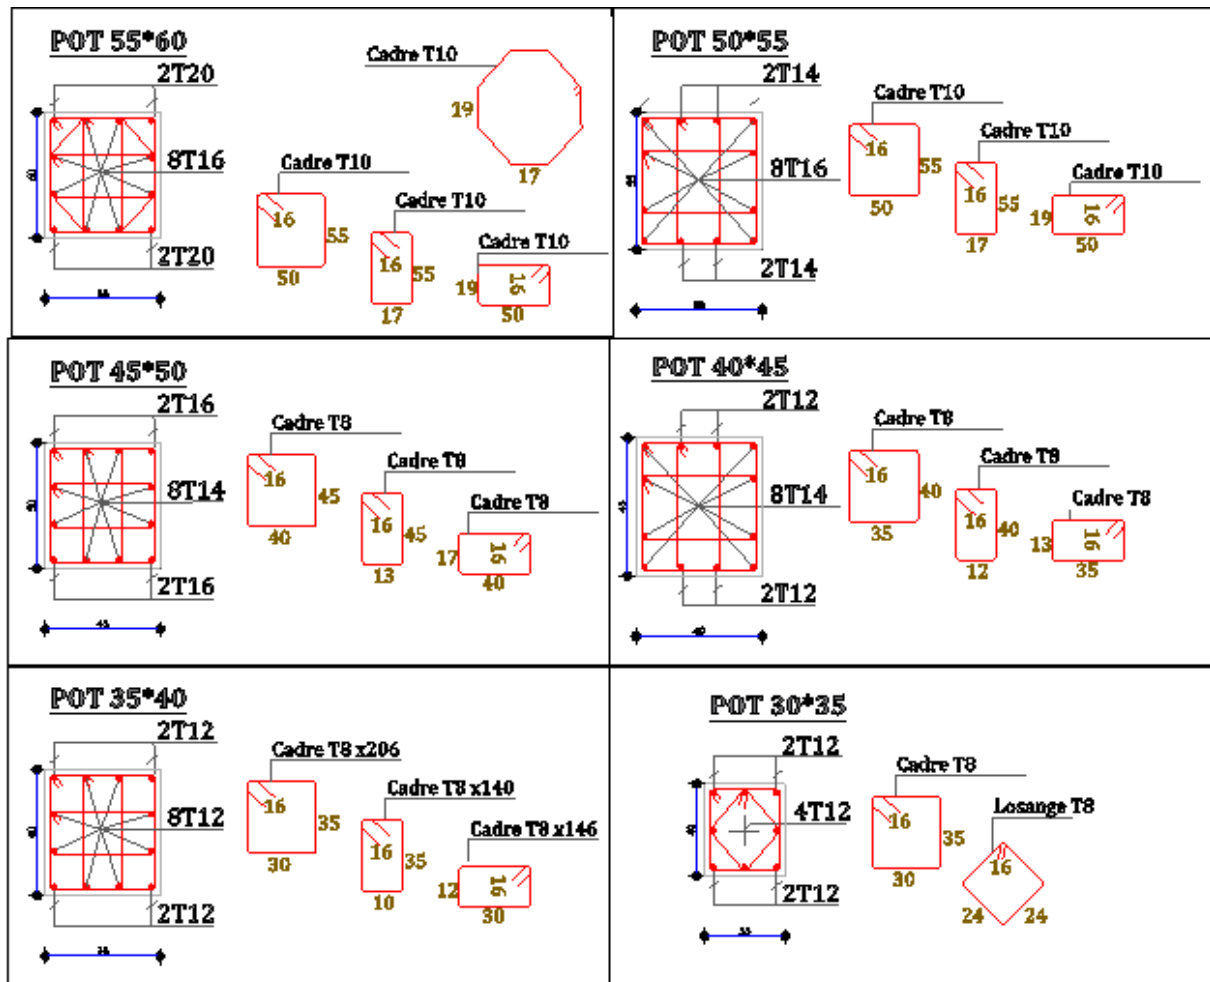 POT 55*60
2T20
8T16
2T20
Cadre T10
19
17
Cadre T10
16
55
50
Cadre T10
16
55
17
Cadre T10
19
16
50
POT 50*55
2T14
8T16
2T14
Cadre T10
16
55
50
Cadre T10
16
55
17
Cadre T10
19
16
50
POT 45*50
2T16
8T14
2T16
45
Cadre T8
16
45
40
Cadre T8
16
45
13
Cadre T8
17
16
40
POT 40*45
2T12
8T14
2T12
40
Cadre T8
16
40
35
Cadre T8
16
40
12
Cadre T8
13
16
35
POT 35*40
2T12
8T12
2T12
Cadre T8 x206
16
35
30
Cadre T8 x140
16
35
10
Cadre T8 x146
12
16
30
POT 30*35
2T12
4T12
2T12
Cadre T8
16
35
30
Losange T8
16
24
24